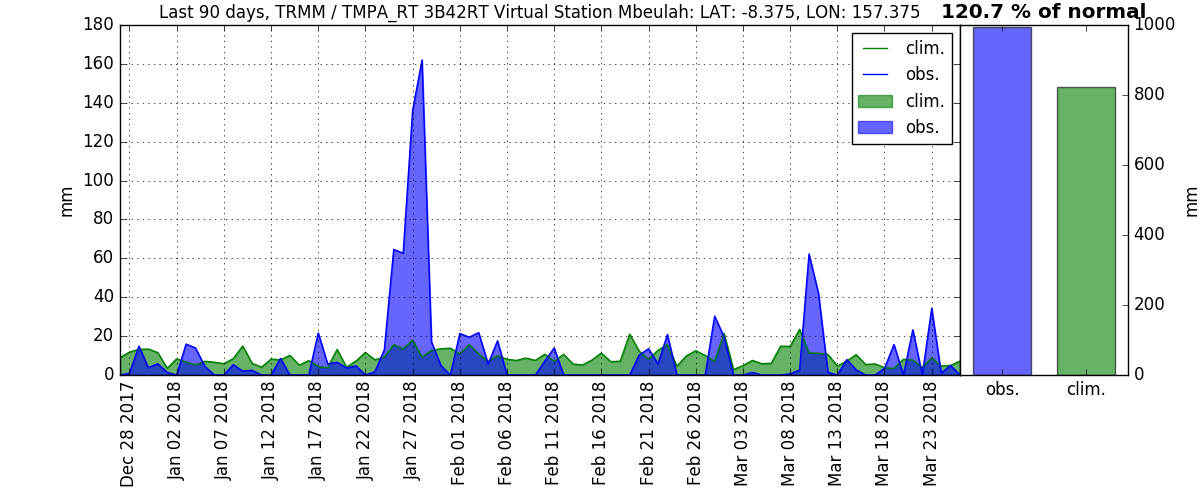 Last 90 days, TRMM / TMPA_RT 3B42RT Virtual Station Mbeulah: LAT: -8.375, LON: 157.375
120.7 % of normal
180
160
140
120
100
80
60
40
20
0
mm
clim.
obs.
clim.
obs.
1000
800
600
400
200
0
mm
obs.
clim.
Dec 28 2017
Jan 02 2018
Jan 07 2018
Jan 12 2018
Jan 17 2018
Jan 22 2018
Jan 27 2018
Feb 01 2018
Feb 06 2018
Feb 11 2018
Feb 16 2018
Feb 21 2018
Feb 26 2018
Mar 03 2018
Mar 08 2018
Mar 13 2018
Mar 18 2018
Mar 23 2018